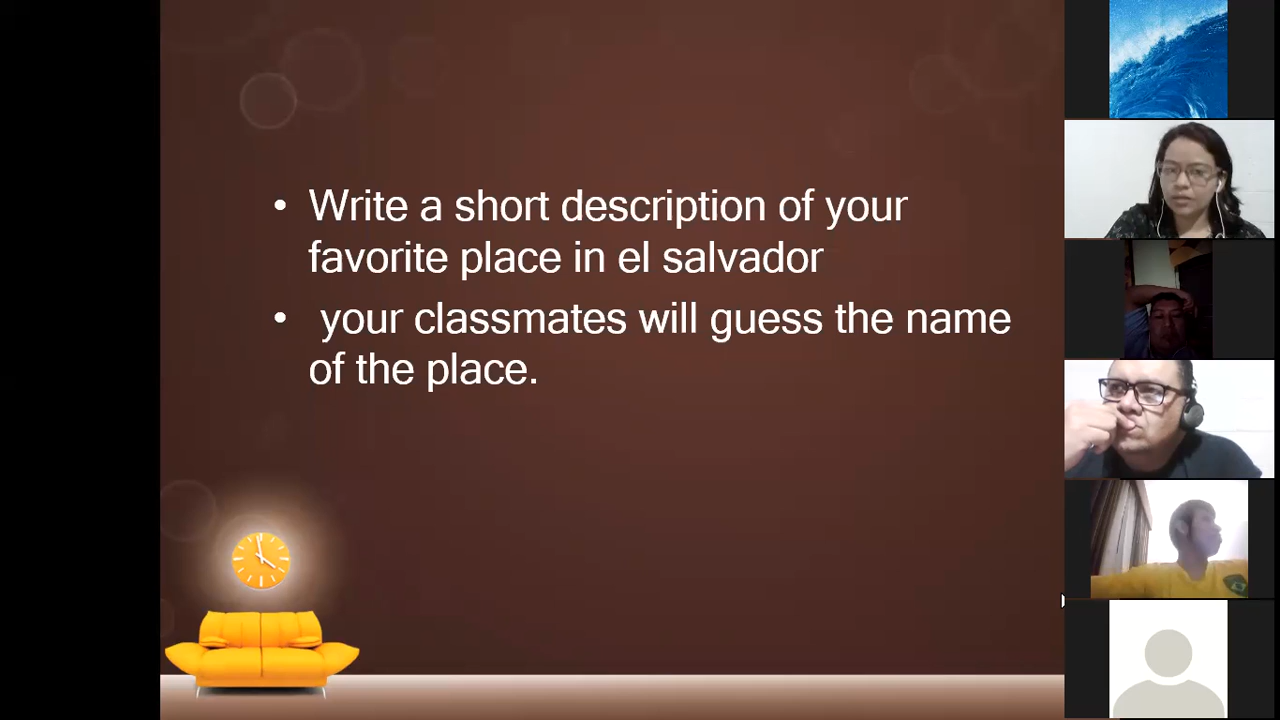 • Write a short description of your
favorite place in el salvador
• your classmates will guess the name
of the place.